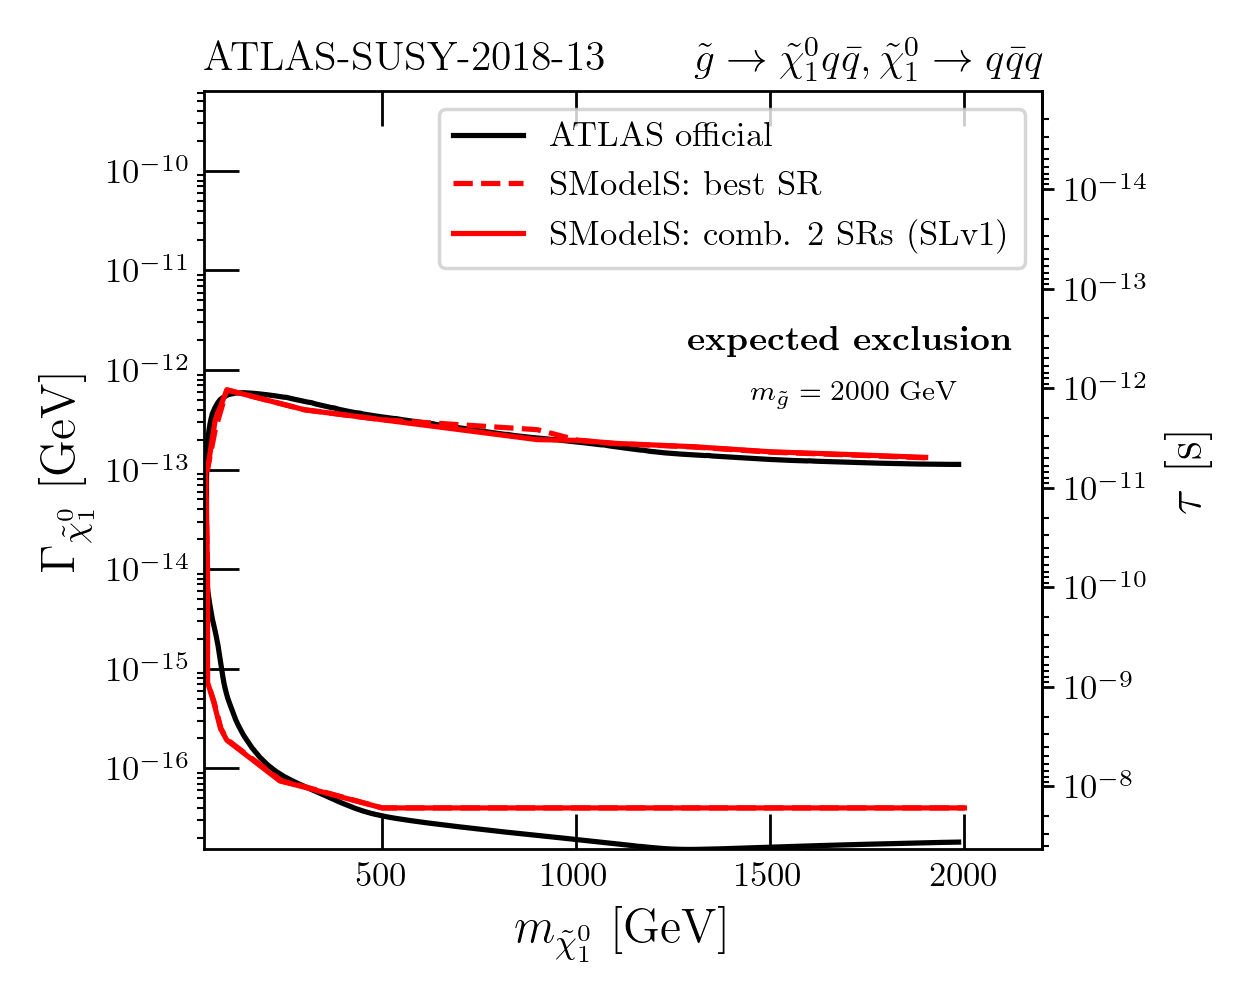 ATLAS-SUSY-2018-13 g̃ → χ̃⁰₁qq̄, χ̃⁰₁ → qq̄q
ATLAS official
SModelS: best SR
SModelS: comb. 2 SRs (SLv1)
expected exclusion
m_g̃ = 2000 GeV
Γ_χ̃⁰₁ [GeV]
10⁻¹⁰
10⁻¹¹
10⁻¹²
10⁻¹³
10⁻¹⁴
10⁻¹⁵
10⁻¹⁶
10⁻¹⁴
10⁻¹³
10⁻¹²
10⁻¹¹
10⁻¹⁰
10⁻⁹
10⁻⁸
τ [s]
500 1000 1500 2000
m_χ̃⁰₁ [GeV]